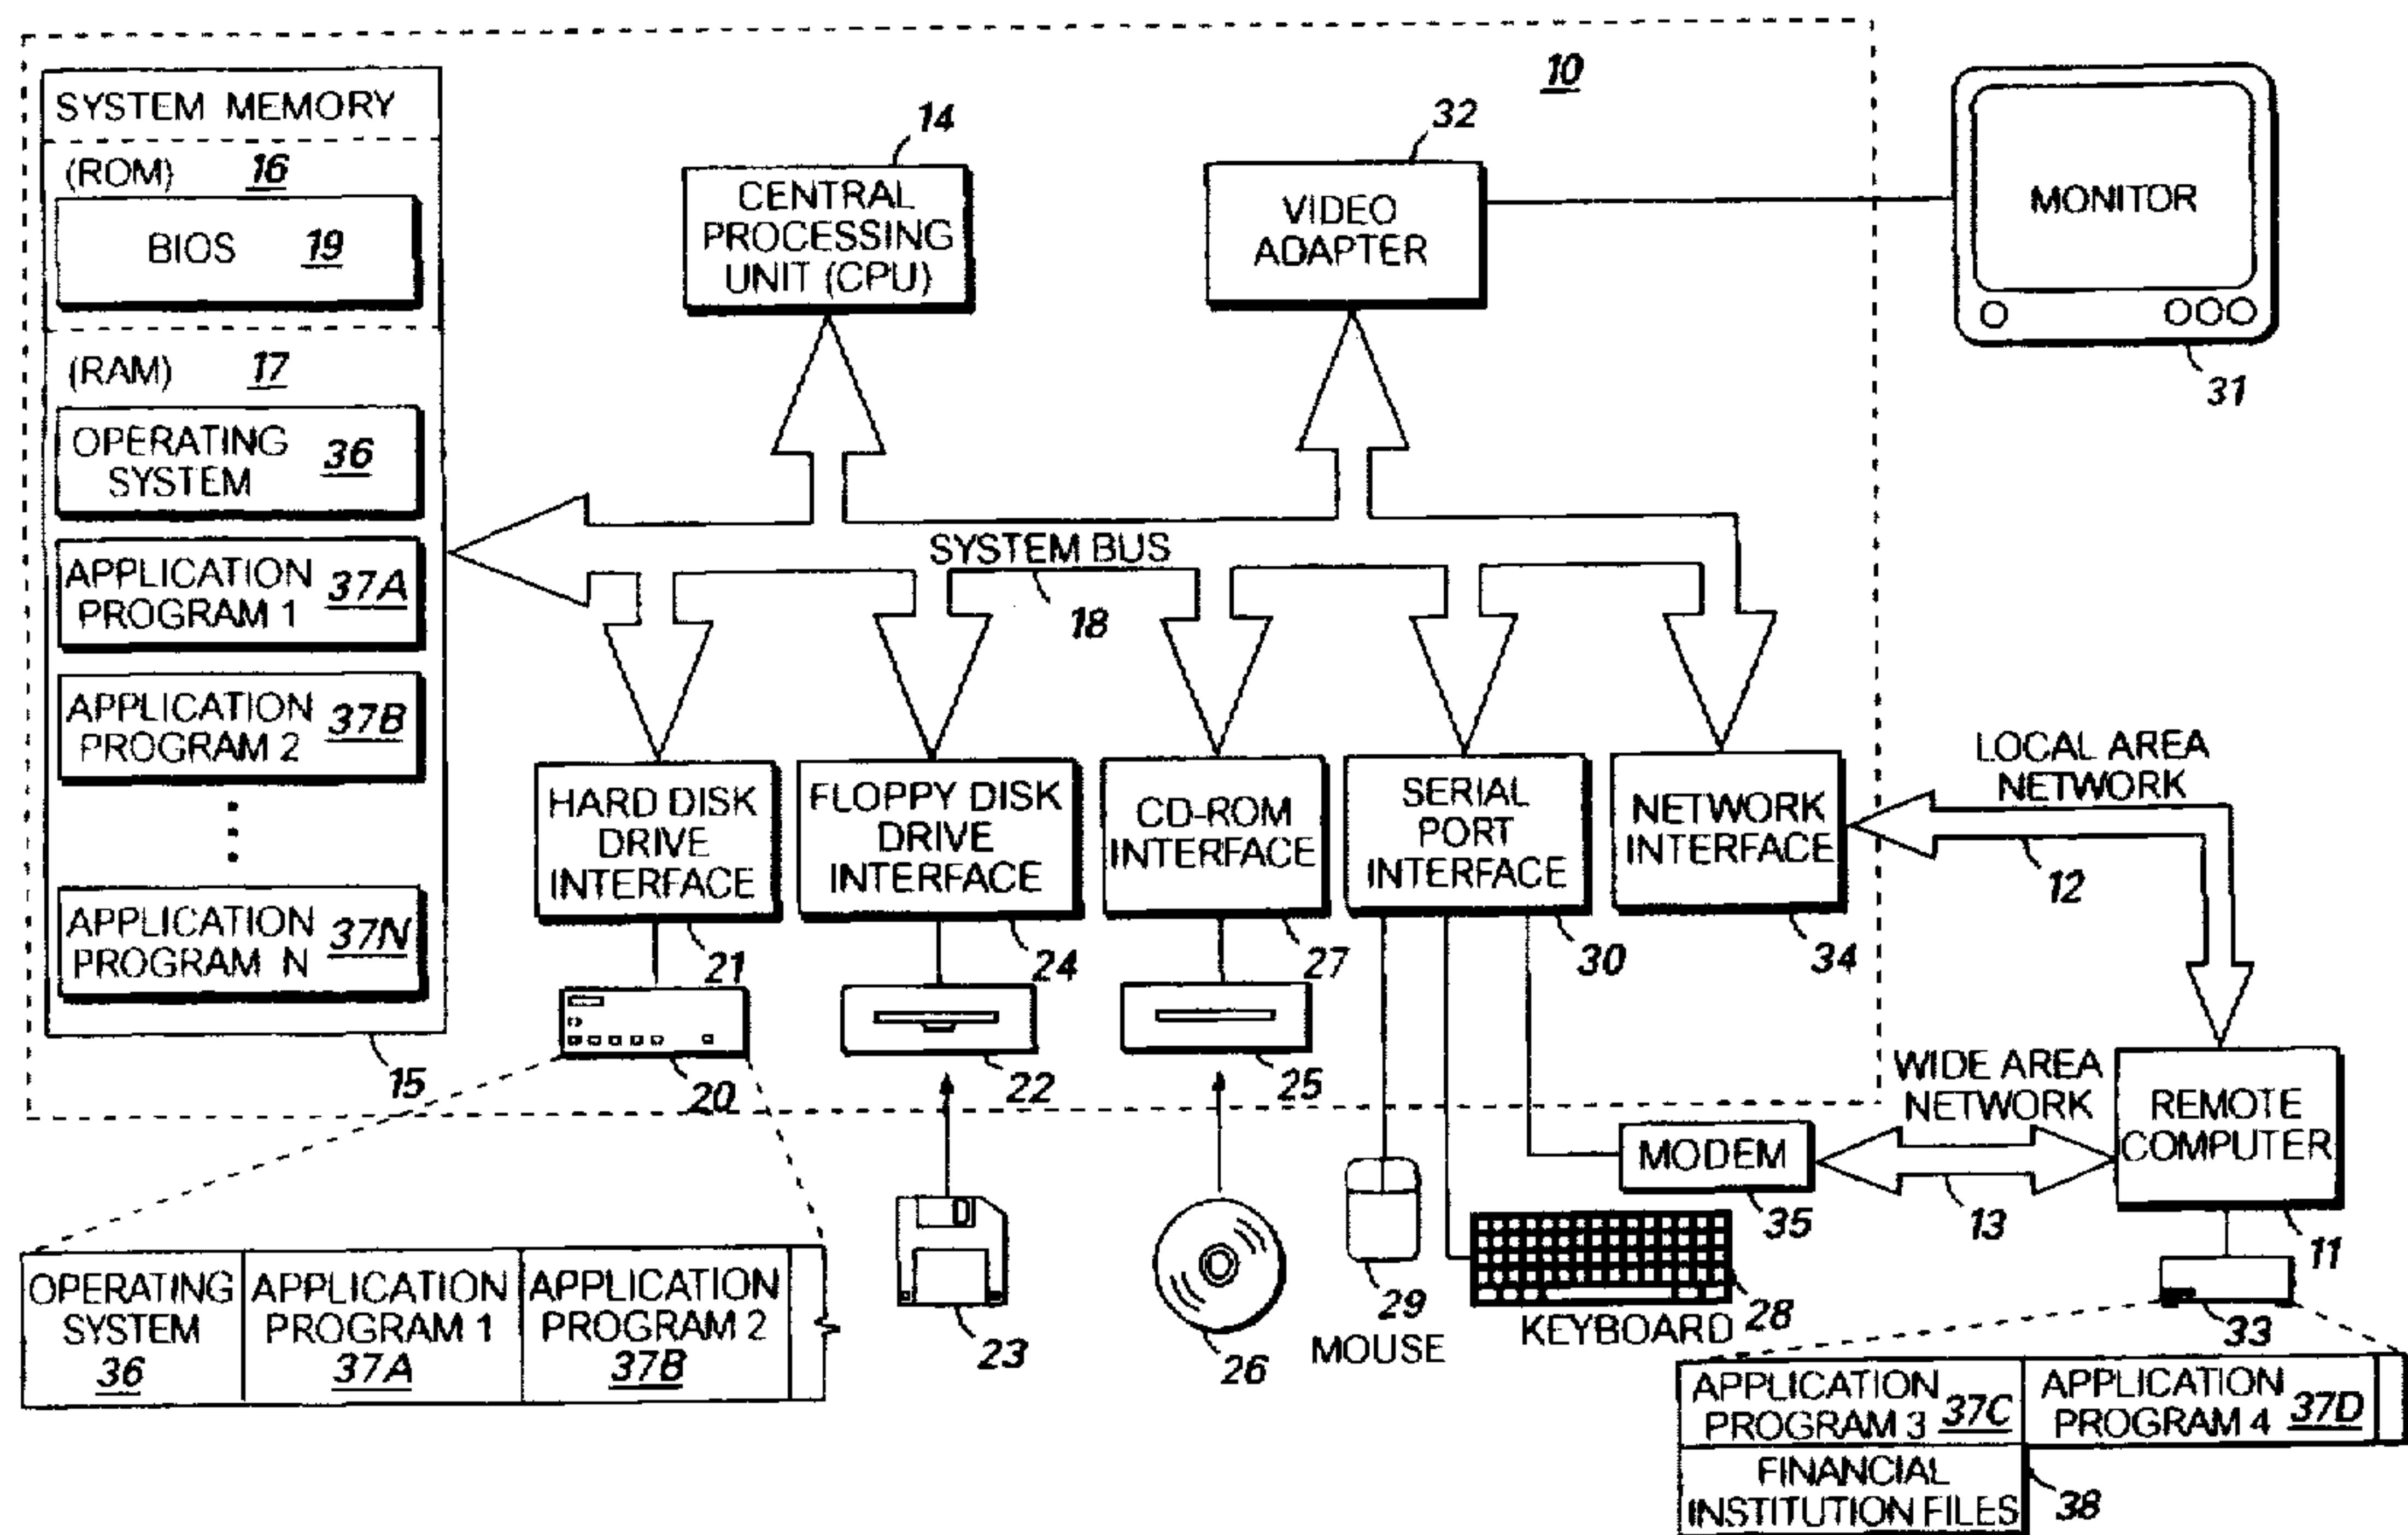 10
SYSTEM MEMORY
(ROM) 16
BIOS 19
(RAM) 17
OPERATING 36
SYSTEM
APPLICATION 37A
PROGRAM 1
APPLICATION 37B
PROGRAM 2
APPLICATION 37N
PROGRAM N
15
14
CENTRAL
PROCESSING
UNIT (CPU)
32
VIDEO
ADAPTER
MONITOR
31
SYSTEM BUS
18
HARD DISK
DRIVE
INTERFACE
21
20
FLOPPY DISK
DRIVE
INTERFACE
24
22
CD-ROM
INTERFACE
27
25
SERIAL
PORT
INTERFACE
30
NETWORK
INTERFACE
34
LOCAL AREA
NETWORK
12
WIDE AREA
NETWORK
13
REMOTE
COMPUTER
11
MODEM
35
OPERATING
SYSTEM
36
APPLICATION
PROGRAM 1
37A
APPLICATION
PROGRAM 2
37B
23
26
29
MOUSE
KEYBOARD 28
33
APPLICATION
PROGRAM 3 37C
APPLICATION
PROGRAM 4 37D
FINANCIAL
INSTITUTION FILES
38